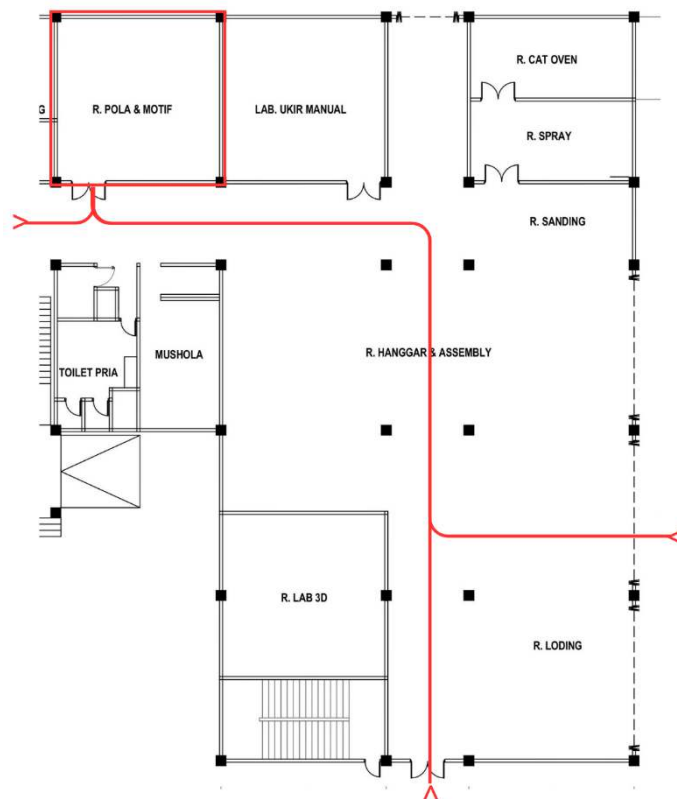 R. CAT OVEN
G
R. POLA & MOTIF
LAB. UKIR MANUAL
R. SPRAY
R. SANDING
R. HANGGAR & ASSEMBLY
MUSHOLA
TOILET PRIA
R. LAB 3D
R. LODING